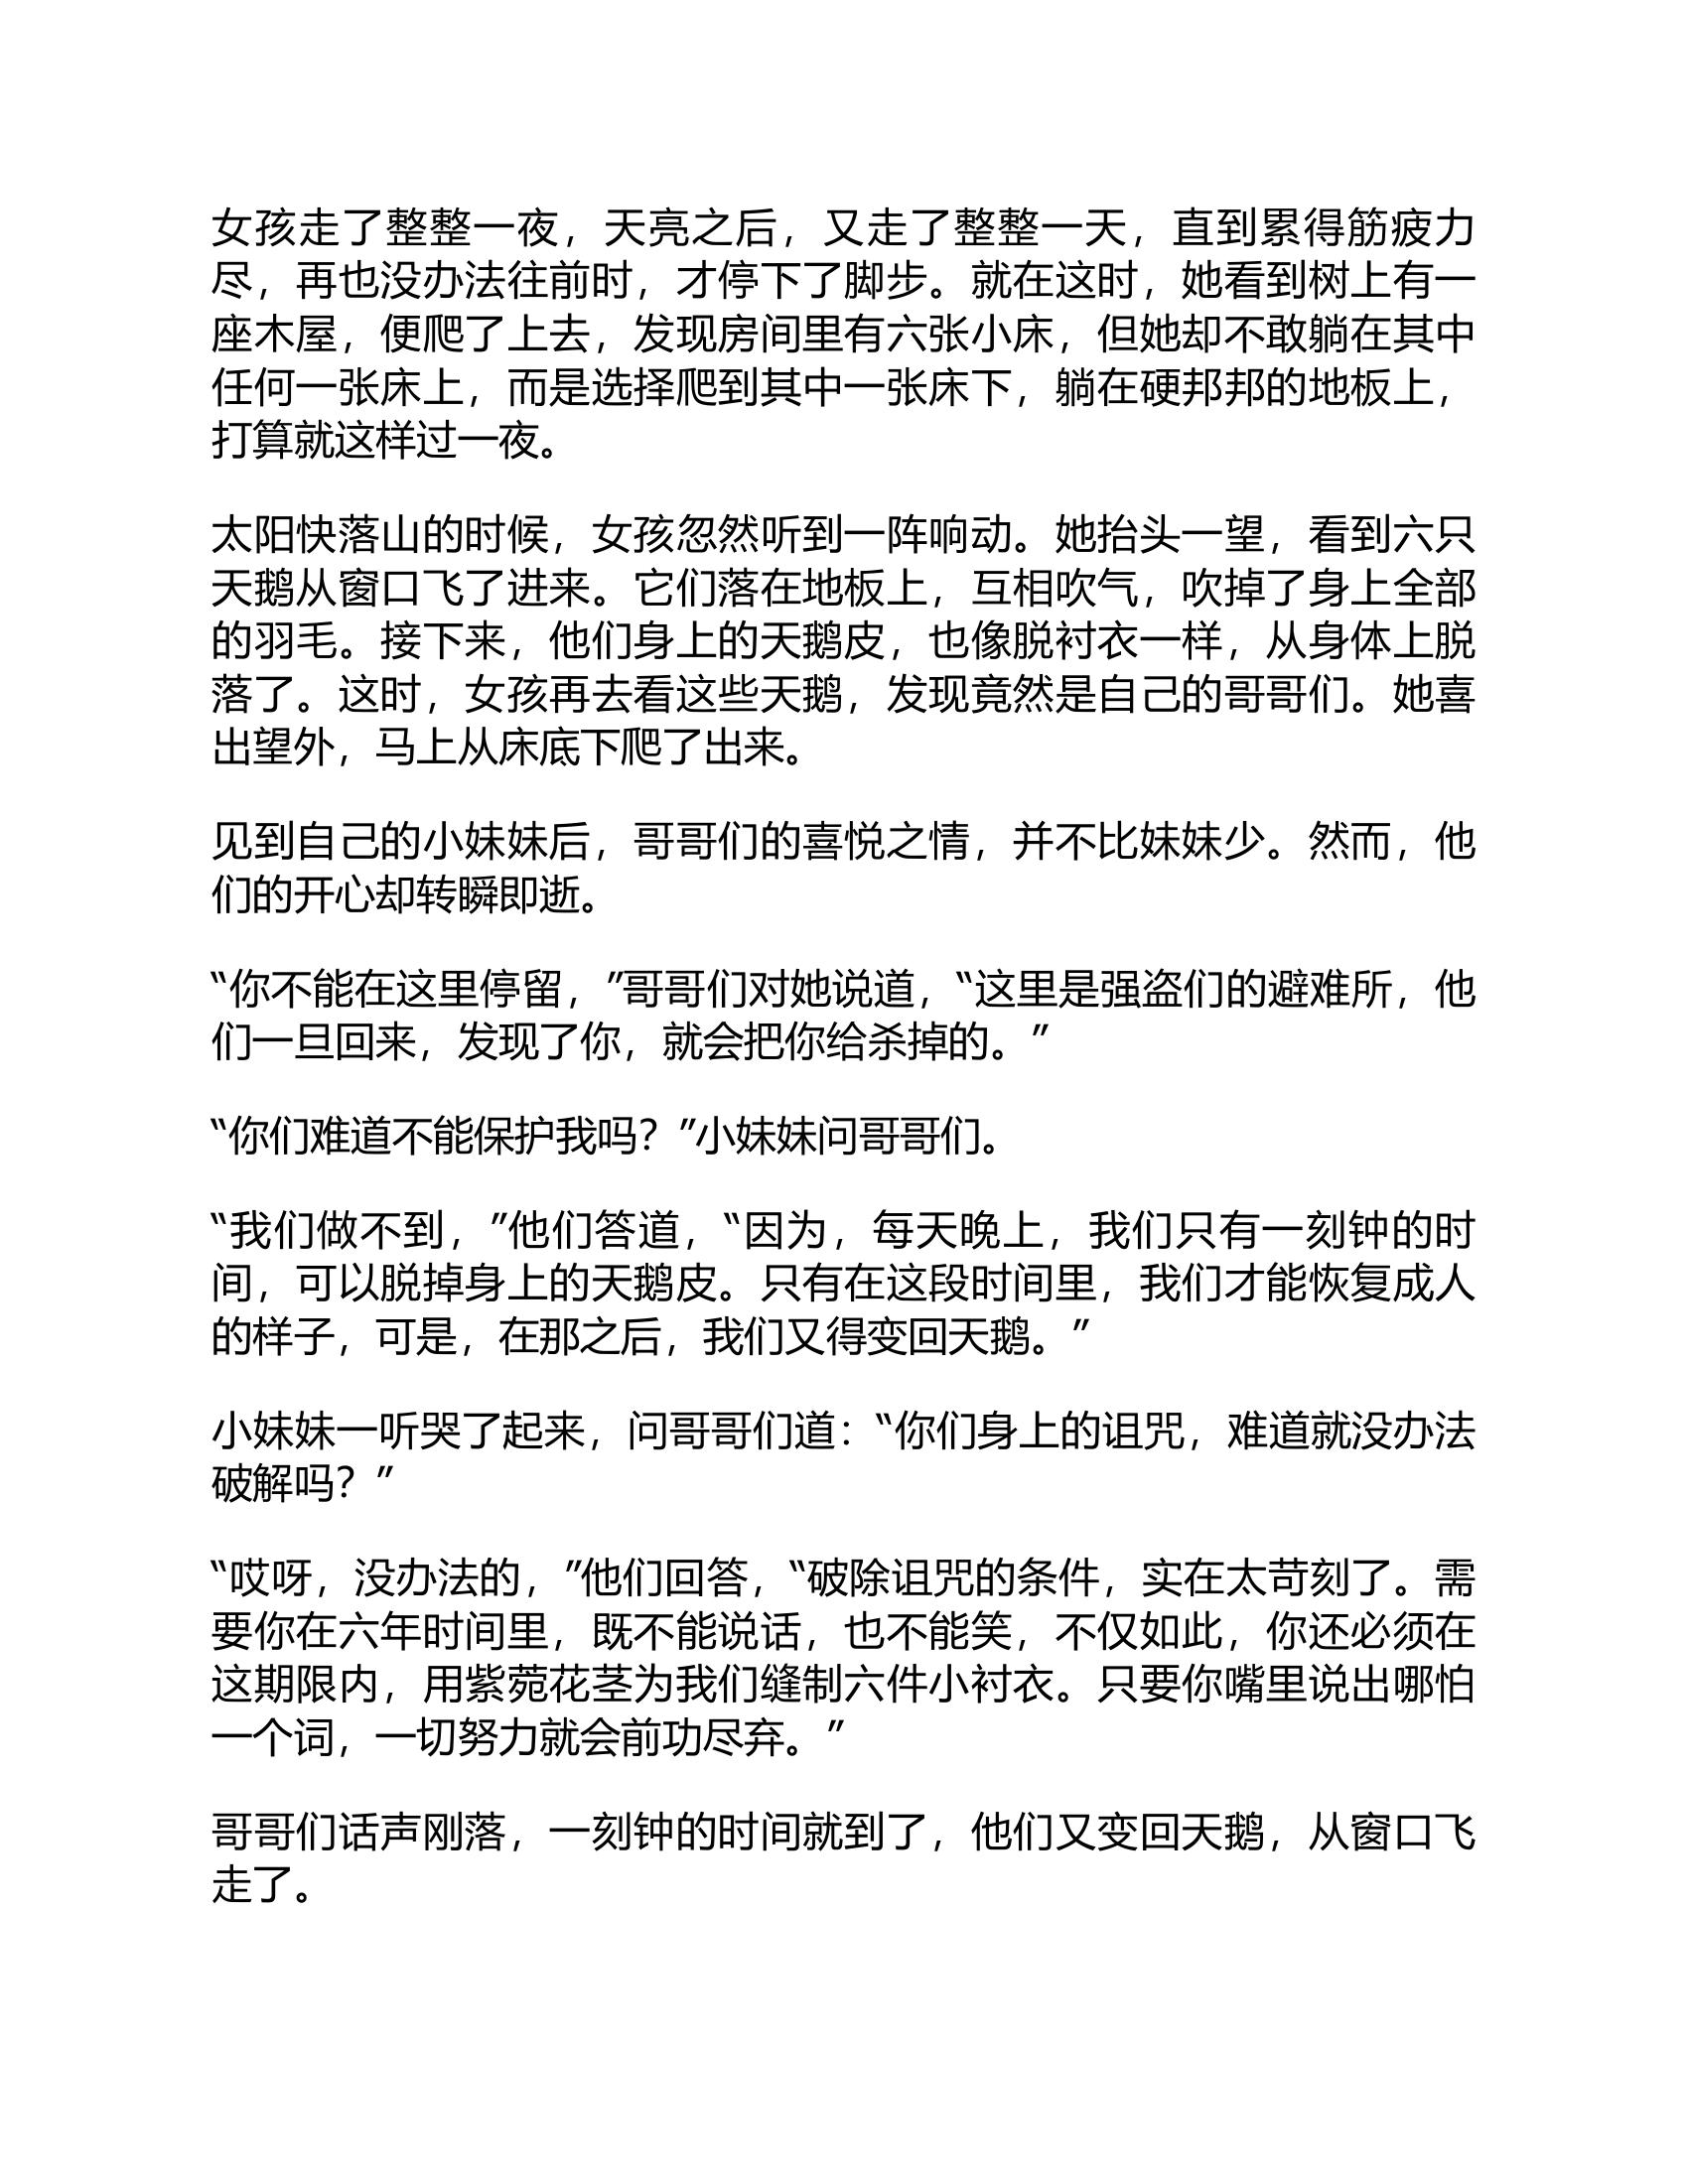 女孩走了整整一夜，天亮之后，又走了整整一天，直到累得筋疲力
尽，再也没办法往前时，才停下了脚步。就在这时，她看到树上有一
座木屋，便爬了上去，发现房间里有六张小床，但她却不敢躺在其中
任何一张床上，而是选择爬到其中一张床下，躺在硬邦邦的地板上，
打算就这样过一夜。
太阳快落山的时候，女孩忽然听到一阵响动。她抬头一望，看到六只
天鹅从窗口飞了进来。它们落在地板上，互相吹气，吹掉了身上全部
的羽毛。接下来，他们身上的天鹅皮，也像脱衬衣一样，从身体上脱
落了。这时，女孩再去看这些天鹅，发现竟然是自己的哥哥们。她喜
出望外，马上从床底下爬了出来。
见到自己的小妹妹后，哥哥们的喜悦之情，并不比妹妹少。然而，他
们的开心却转瞬即逝。
“你不能在这里停留，”哥哥们对她说道，“这里是强盗们的避难所，他
们一旦回来，发现了你，就会把你给杀掉的。”
“你们难道不能保护我吗？”小妹妹问哥哥们。
“我们做不到，”他们答道，“因为，每天晚上，我们只有一刻钟的时
间，可以脱掉身上的天鹅皮。只有在这段时间里，我们才能恢复成人
的样子，可是，在那之后，我们又得变回天鹅。”
小妹妹一听哭了起来，问哥哥们道：“你们身上的诅咒，难道就没办法
破解吗？”
“哎呀，没办法的，”他们回答，“破除诅咒的条件，实在太苛刻了。需
要你在六年时间里，既不能说话，也不能笑，不仅如此，你还必须在
这期限内，用紫菀花茎为我们缝制六件小衬衣。只要你嘴里说出哪怕
一个词，一切努力就会前功尽弃。”
哥哥们话声刚落，一刻钟的时间就到了，他们又变回天鹅，从窗口飞
走了。